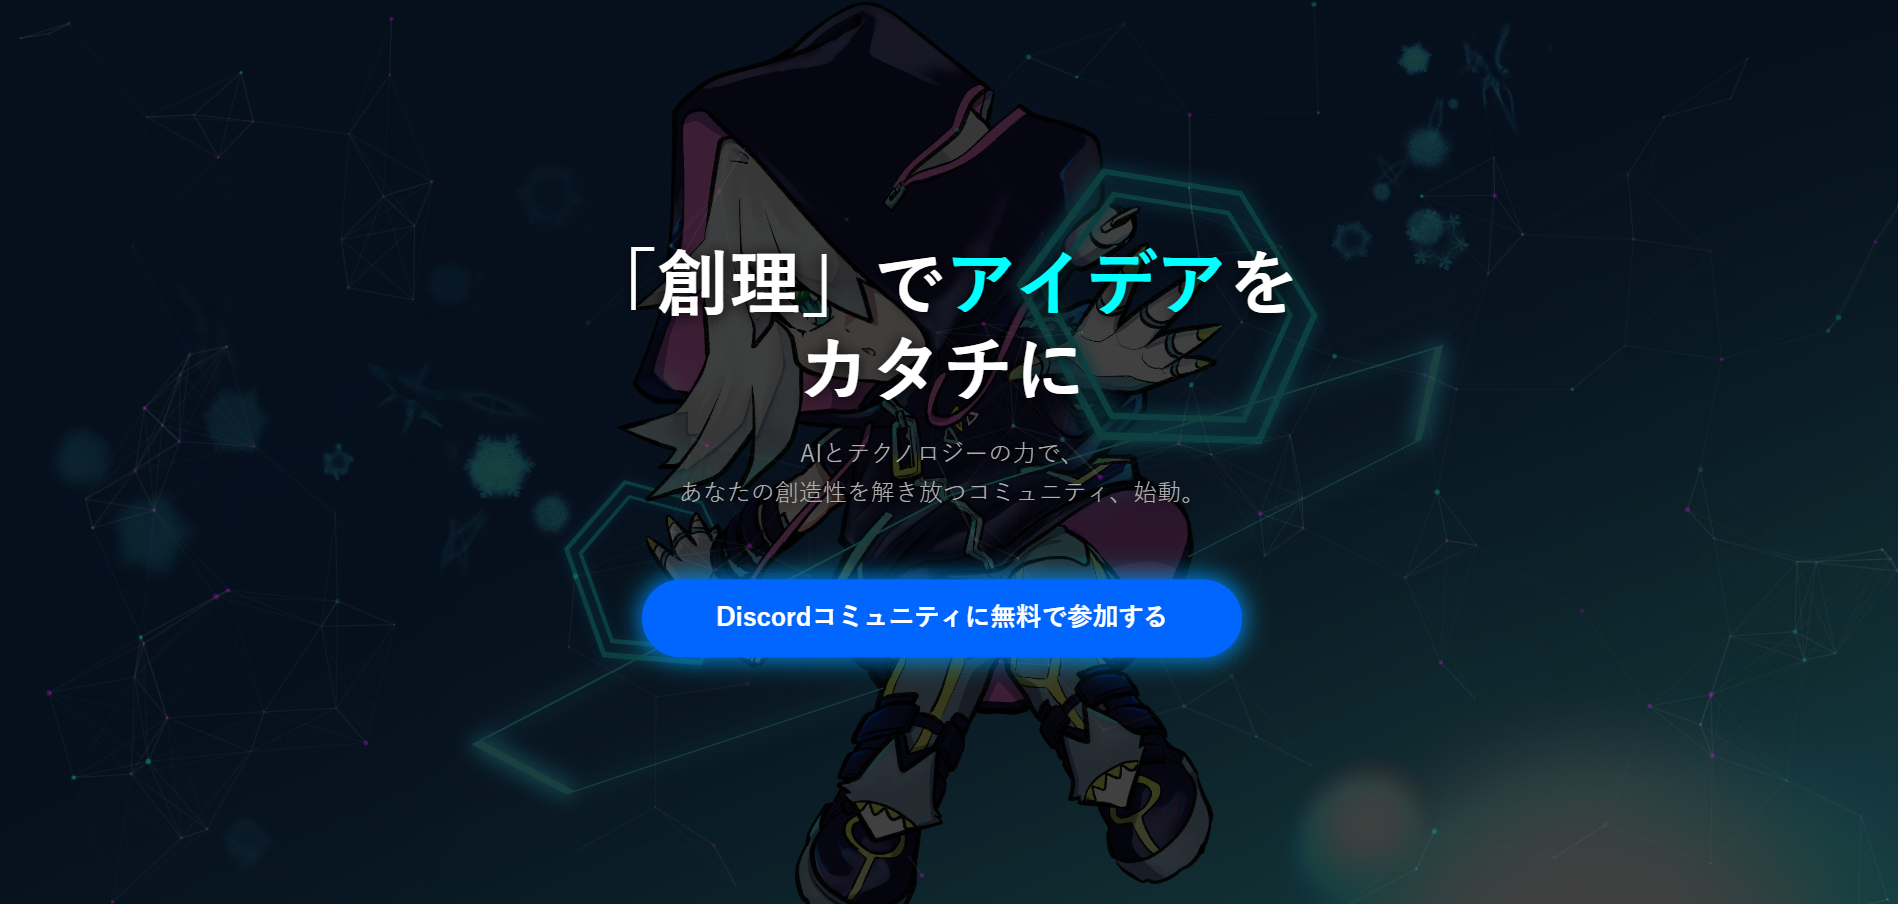 「創理」でアイデアを
カタチに
AIとテクノロジーの力で、
あなたの創造性を解き放つコミュニティ、始動。
Discordコミュニティに無料で参加する